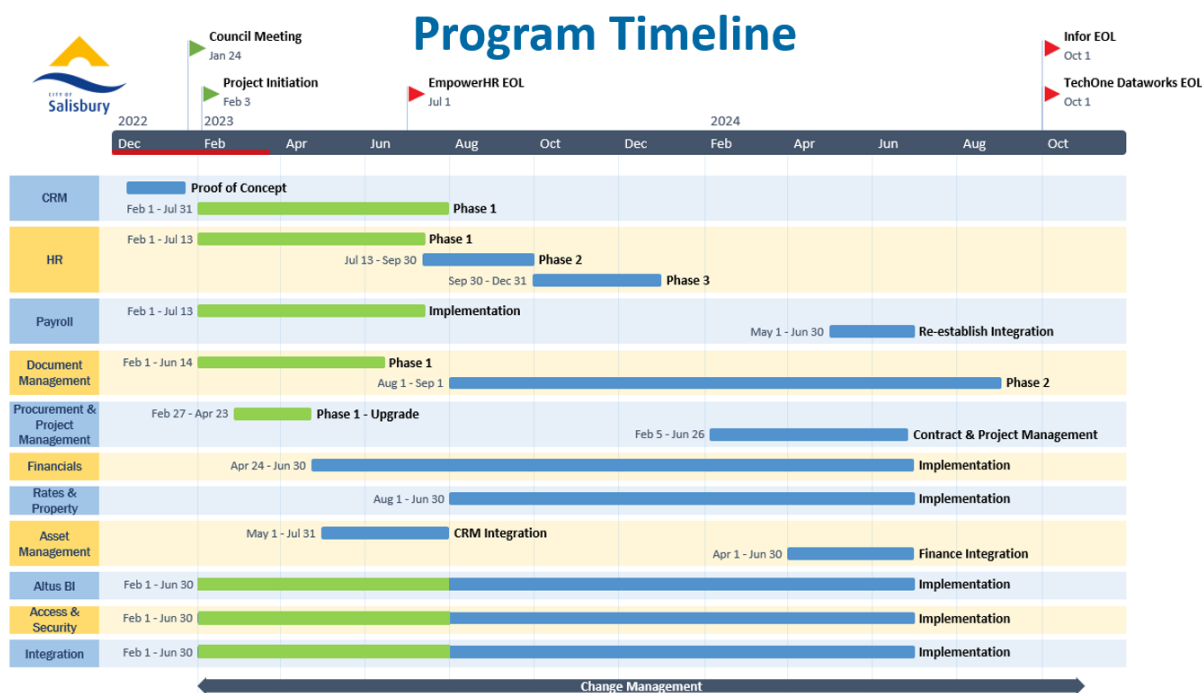 Program Timeline
Council Meeting
Jan 24
Infor EOL
Oct 1
Project Initiation
Feb 3
EmpowerHR EOL
Jul 1
TechOne Dataworks EOL
Oct 1
CITY OF
Salisbury
2022 2023 2024
Dec Feb Apr Jun Aug Oct Dec Feb Apr Jun Aug Oct
CRM
Proof of Concept
Feb 1 - Jul 31 Phase 1
HR
Feb 1 - Jul 13 Phase 1
Jul 13 - Sep 30 Phase 2
Sep 30 - Dec 31 Phase 3
Payroll
Feb 1 - Jul 13 Implementation
May 1 - Jun 30 Re-establish Integration
Document
Management
Feb 1 - Jun 14 Phase 1
Aug 1 - Sep 1 Phase 2
Procurement &
Project
Management
Feb 27 - Apr 23 Phase 1 - Upgrade
Feb 5 - Jun 26 Contract & Project Management
Financials
Apr 24 - Jun 30 Implementation
Rates &
Property
Aug 1 - Jun 30 Implementation
Asset
Management
May 1 - Jul 31 CRM Integration
Apr 1 - Jun 30 Finance Integration
Altus BI
Feb 1 - Jun 30 Implementation
Access &
Security
Feb 1 - Jun 30 Implementation
Integration
Feb 1 - Jun 30 Implementation
Change Management